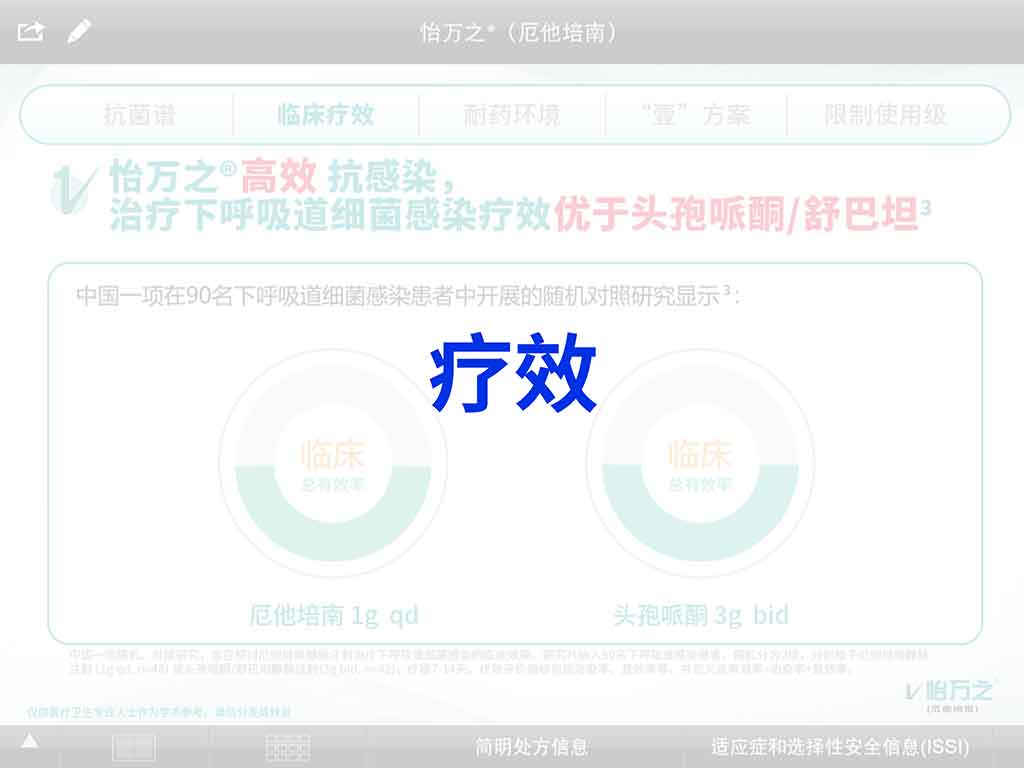 怡万之®（厄他培南）
抗菌谱 临床疗效 耐药环境 “壹”方案 限制使用级
怡万之®高效 抗感染，
治疗下呼吸道细菌感染疗效优于头孢哌酮/舒巴坦3
中国一项在90名下呼吸道细菌感染患者中开展的随机对照研究显示3：
疗效
临床 临床
总有效率 总有效率
厄他培南 1g qd 头孢哌酮 3g bid
怡万之®
(厄他培南)
仅供医疗卫生专业人士作为学术参考，请勿分发或转发
简明处方信息 适应症和选择性安全信息(ISSI)